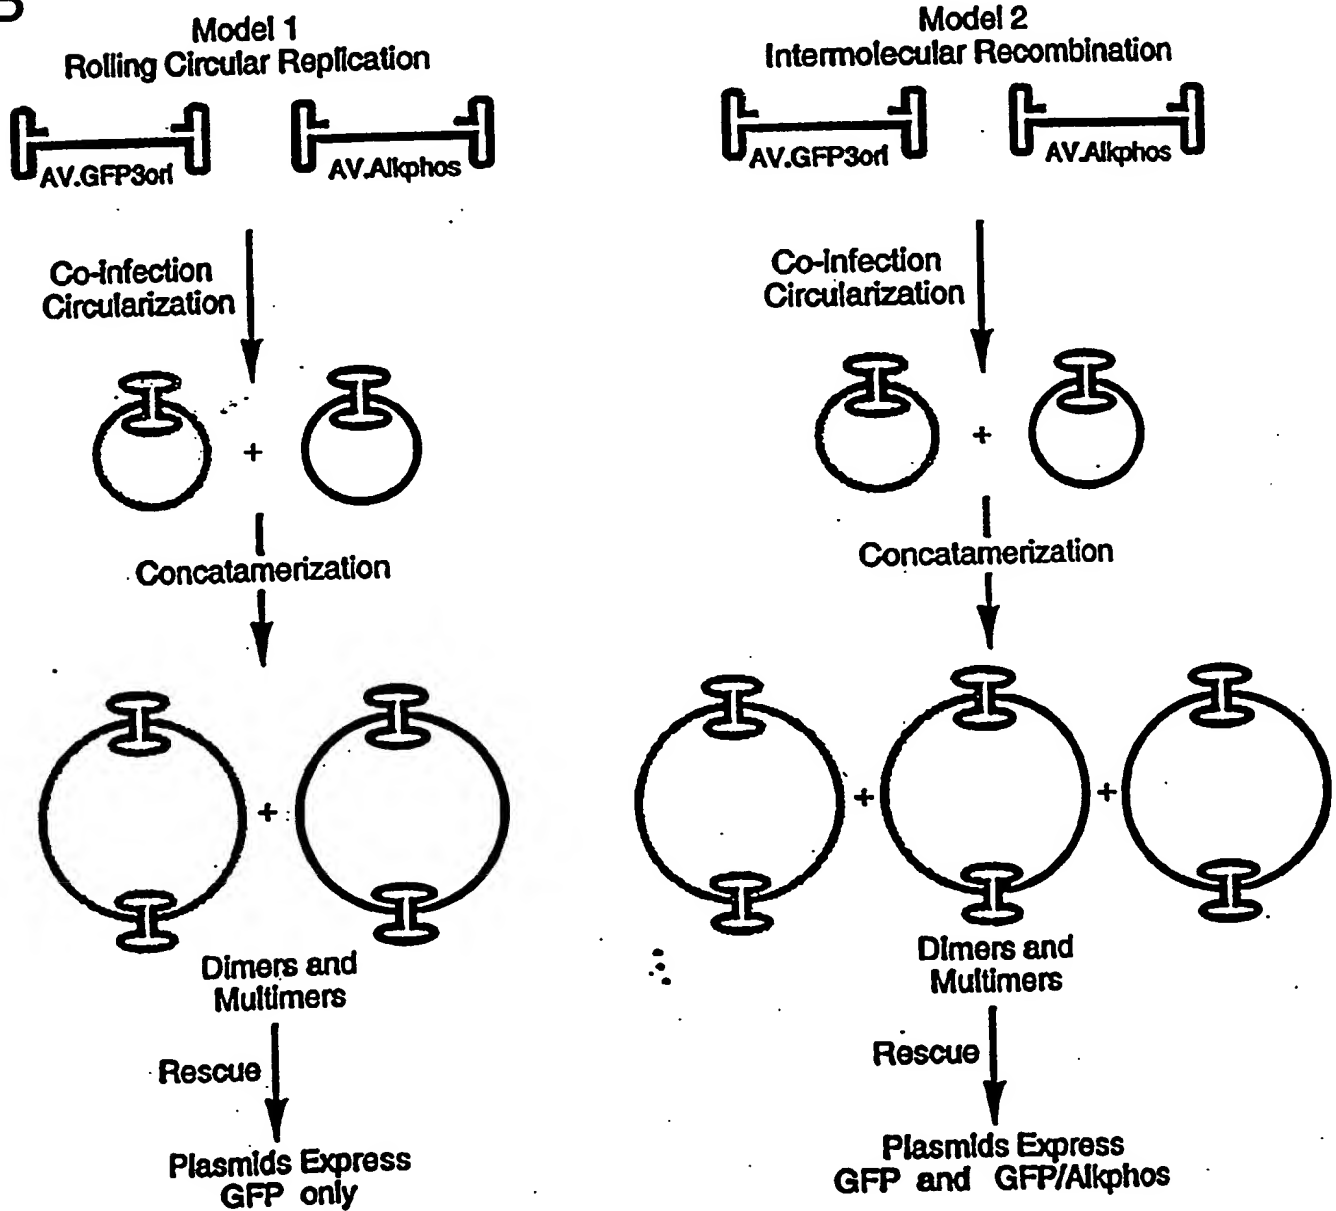 Model 1
Rolling Circular Replication
AV.GFP3ori
AV.Alkphos
Co-infection
Circularization
+
Concatamerization
+
Dimers and
Multimers
Rescue
Plasmids Express
GFP only
Model 2
Intermolecular Recombination
AV.GFP3ori
AV.Alkphos
Co-infection
Circularization
+
Concatamerization
+
+
Dimers and
Multimers
Rescue
Plasmids Express
GFP and GFP/Alkphos